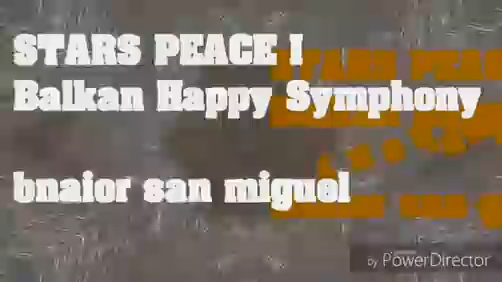 STARS PEACE I
Balkan Happy Symphony
bnaior san miguel
by PowerDirector